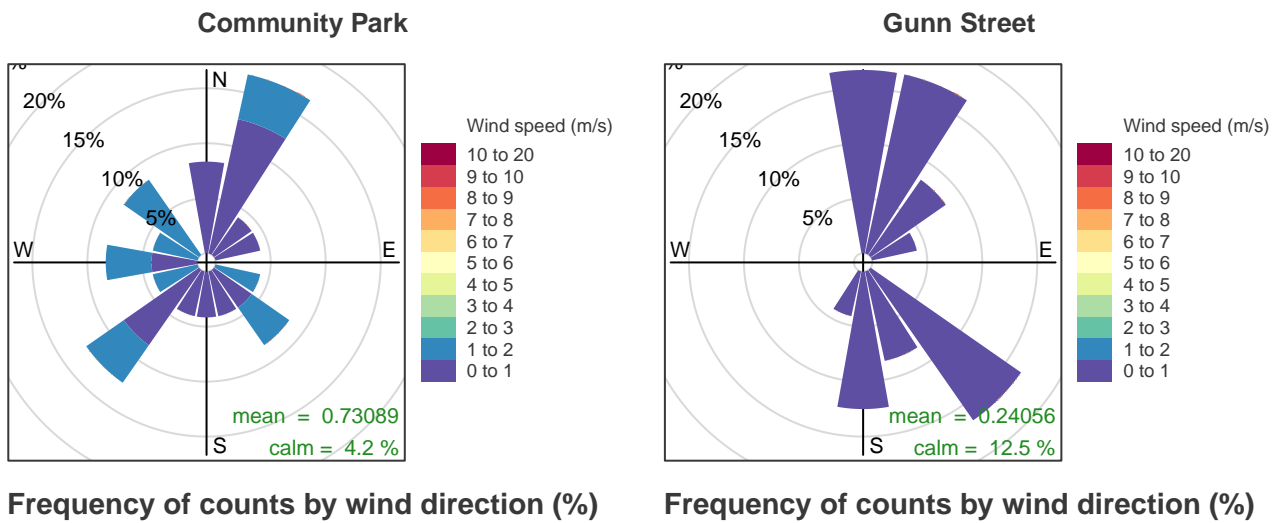 Community Park
%
20%
15%
10%
5%
N
W
E
S
mean = 0.73089
calm = 4.2 %
Wind speed (m/s)
10 to 20
9 to 10
8 to 9
7 to 8
6 to 7
5 to 6
4 to 5
3 to 4
2 to 3
1 to 2
0 to 1
Frequency of counts by wind direction (%)
Gunn Street
%
20%
15%
10%
5%
W
E
S
mean = 0.24056
calm = 12.5 %
Wind speed (m/s)
10 to 20
9 to 10
8 to 9
7 to 8
6 to 7
5 to 6
4 to 5
3 to 4
2 to 3
1 to 2
0 to 1
Frequency of counts by wind direction (%)